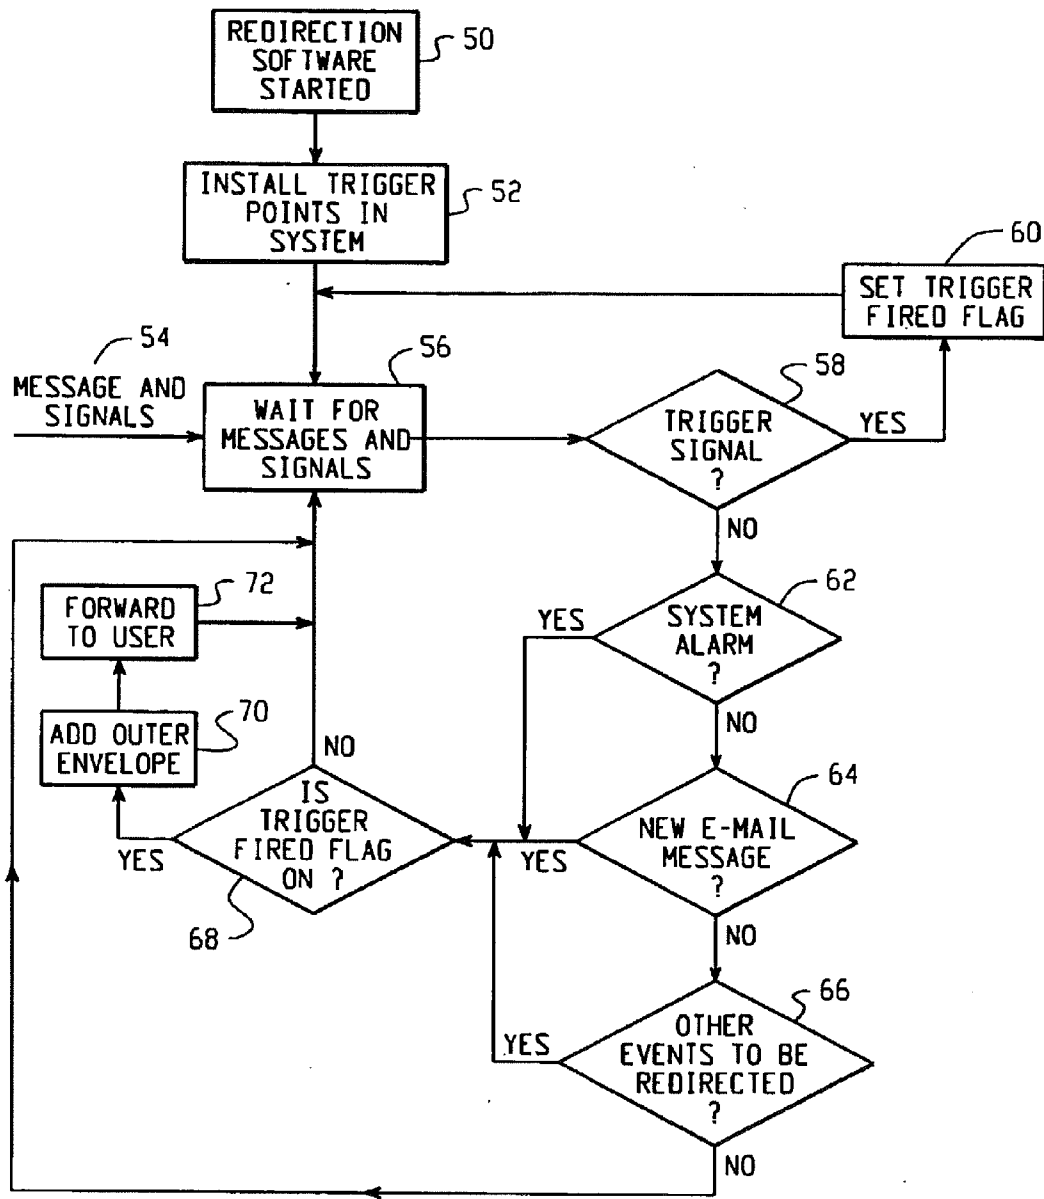 REDIRECTION
SOFTWARE
STARTED
50
INSTALL TRIGGER
POINTS IN
SYSTEM
52
60
SET TRIGGER
FIRED FLAG
54
MESSAGE AND
SIGNALS
56
WAIT FOR
MESSAGES AND
SIGNALS
58
TRIGGER
SIGNAL
?
YES
NO
62
SYSTEM
ALARM
?
YES
NO
72
FORWARD
TO USER
70
ADD OUTER
ENVELOPE
NO
IS
TRIGGER
FIRED FLAG
ON ?
YES
68
64
NEW E-MAIL
MESSAGE
?
YES
NO
66
OTHER
EVENTS TO BE
REDIRECTED
?
YES
NO